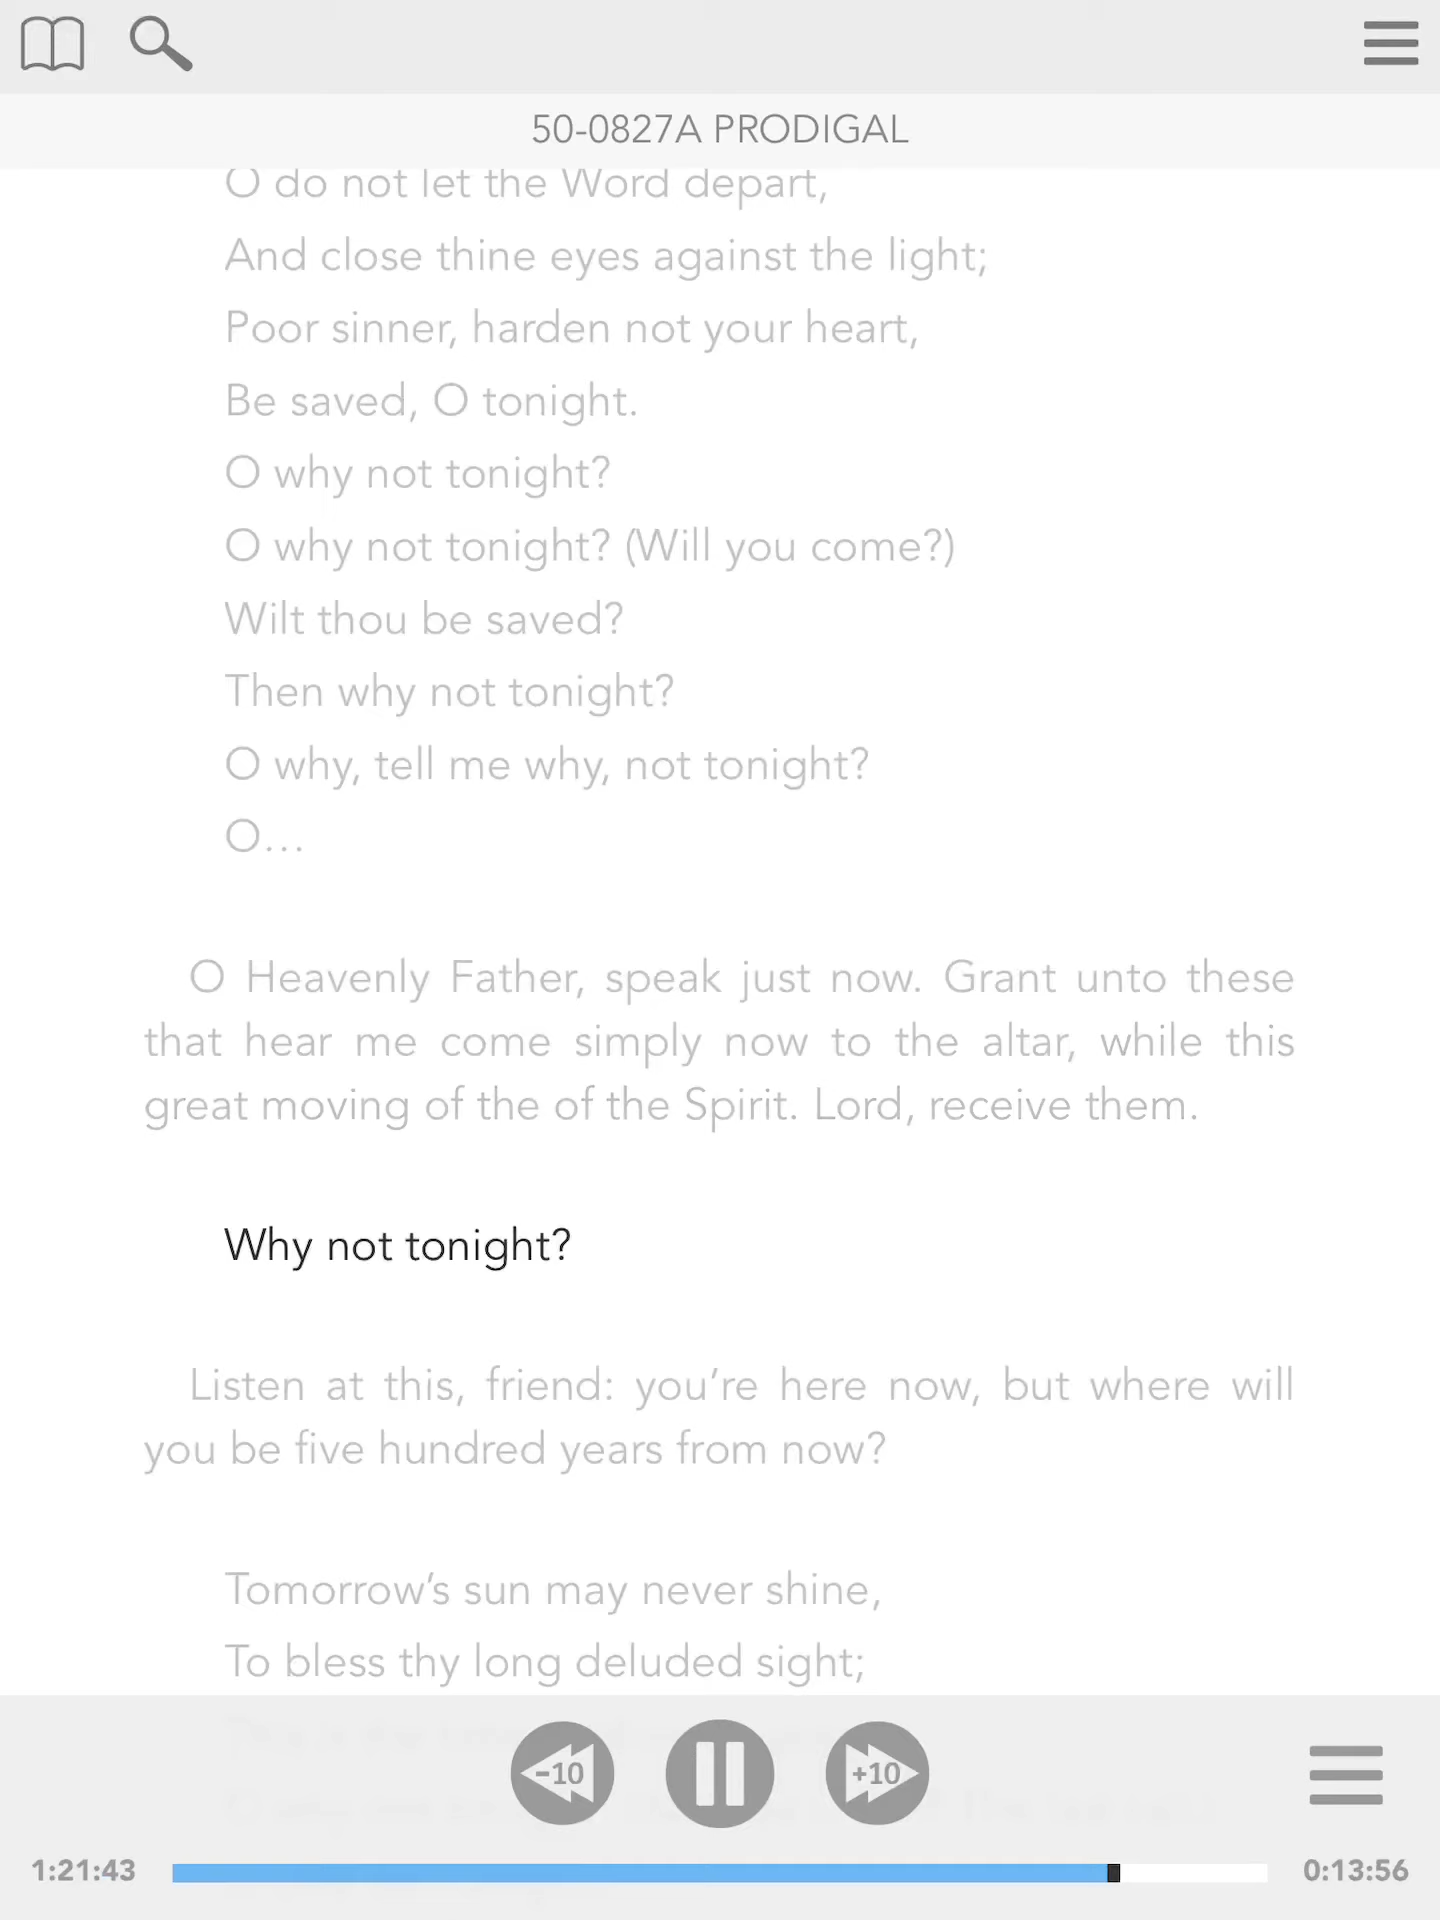 50-0827A PRODIGAL
O do not let the Word depart,
And close thine eyes against the light;
Poor sinner, harden not your heart,
Be saved, O tonight.
O why not tonight?
O why not tonight? (Will you come?)
Wilt thou be saved?
Then why not tonight?
O why, tell me why, not tonight?
O…
O Heavenly Father, speak just now. Grant unto these
that hear me come simply now to the altar, while this
great moving of the of the Spirit. Lord, receive them.
Why not tonight?
Listen at this, friend: you’re here now, but where will
you be five hundred years from now?
Tomorrow’s sun may never shine,
To bless thy long deluded sight;
-10
+10
1:21:43
0:13:56